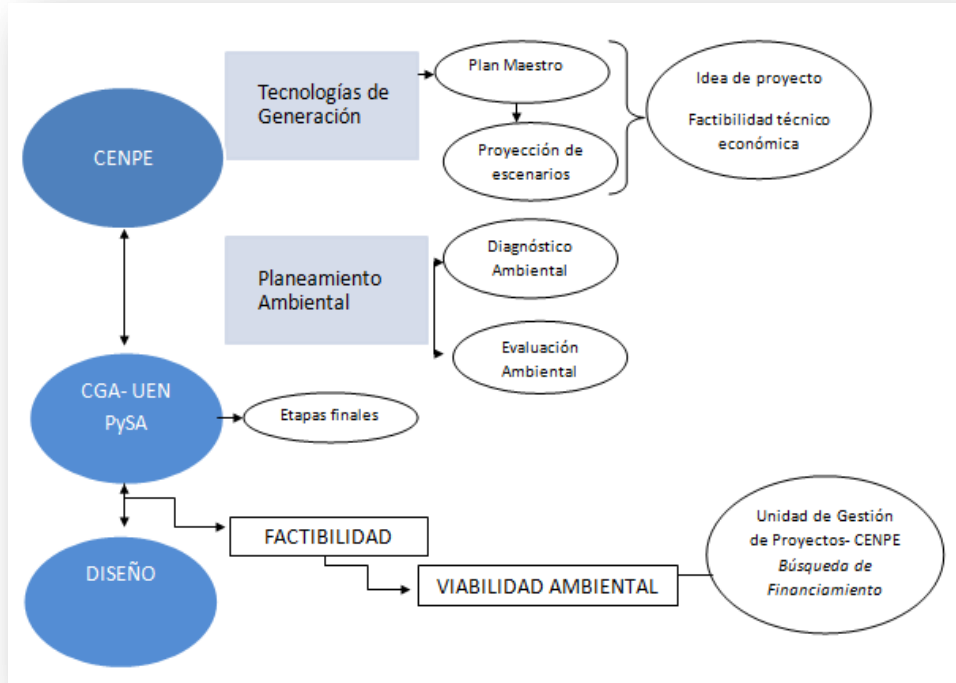 CENPE
Tecnologías de
Generación
Plan Maestro
Proyección de
escenarios
Idea de proyecto
Factibilidad técnico
económica
Planeamiento
Ambiental
Diagnóstico
Ambiental
Evaluación
Ambiental
CGA- UEN
PySA
Etapas finales
DISEÑO
FACTIBILIDAD
VIABILIDAD AMBIENTAL
Unidad de Gestión
de Proyectos- CENPE
Búsqueda de
Financiamiento